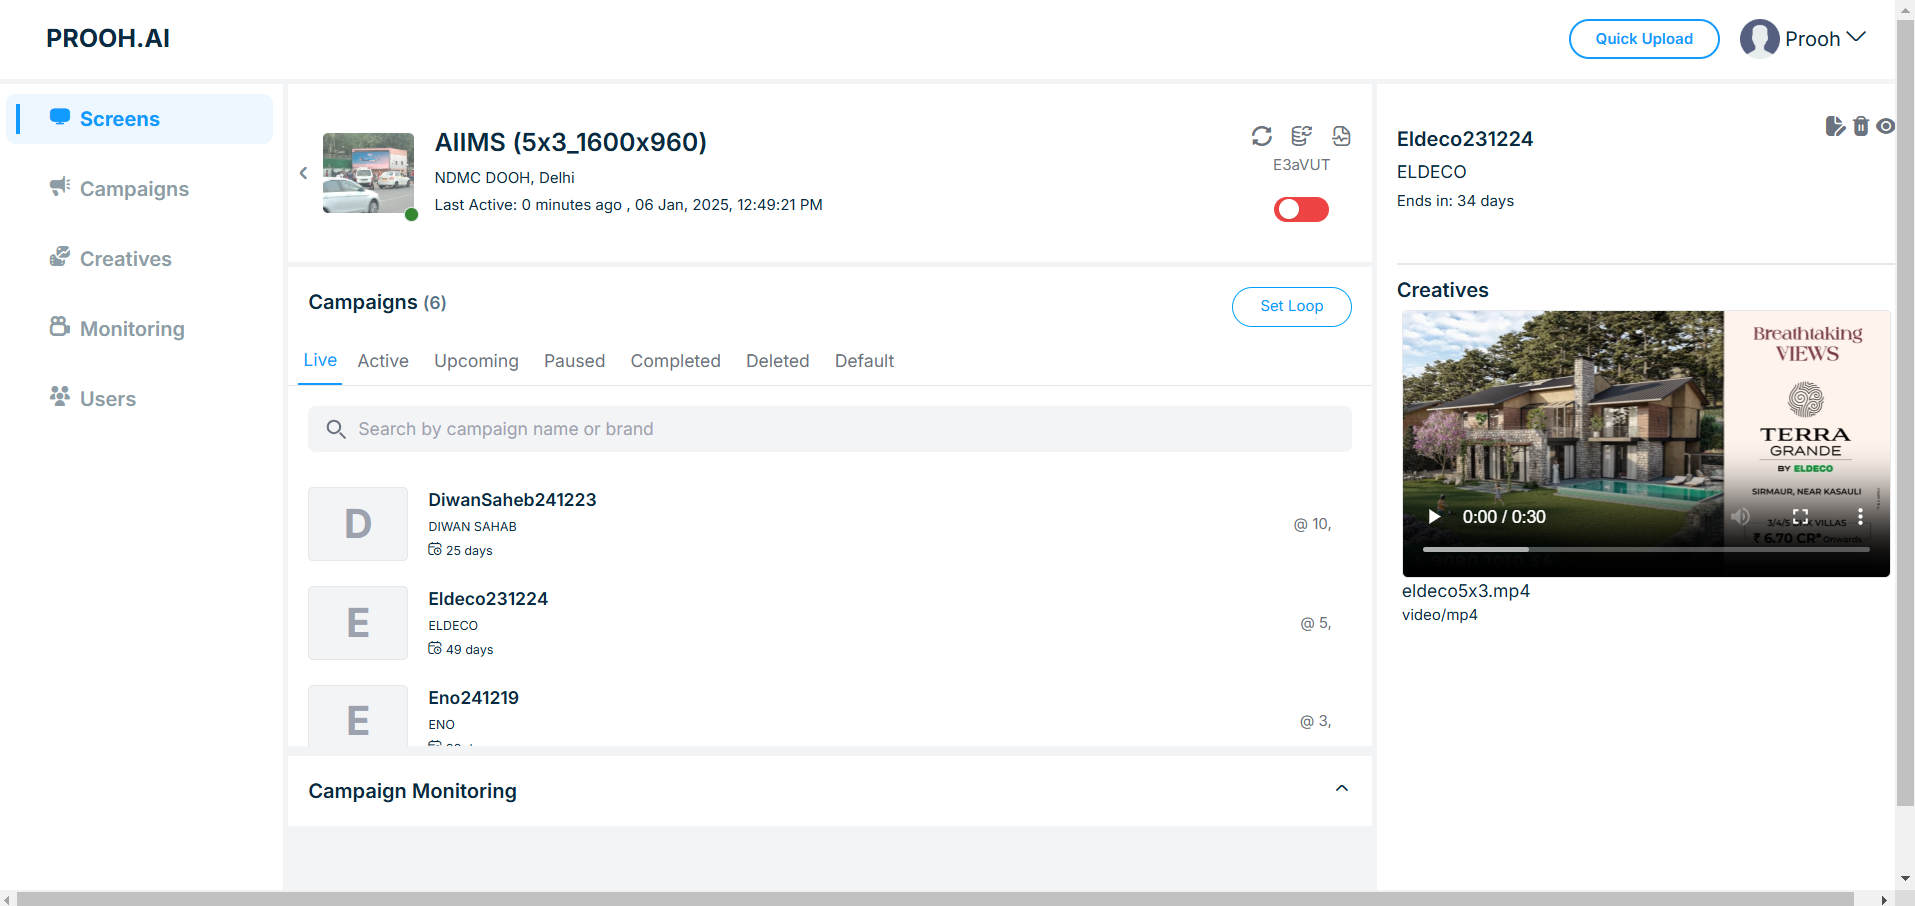 PROOH.AI
Quick Upload
Prooh
Screens
Campaigns
Creatives
Monitoring
Users
AIIMS (5x3_1600x960)
NDMC DOOH, Delhi
Last Active: 0 minutes ago , 06 Jan, 2025, 12:49:21 PM
E3aVUT
Campaigns (6)
Set Loop
Live
Active
Upcoming
Paused
Completed
Deleted
Default
Search by campaign name or brand
D
DiwanSaheb241223
DIWAN SAHAB
25 days
@ 10,
E
Eldeco231224
ELDECO
49 days
@ 5,
E
Eno241219
ENO
@ 3,
Campaign Monitoring
Eldeco231224
ELDECO
Ends in: 34 days
Creatives
Breathtaking
VIEWS
TERRA
GRANDE
BY ELDECO
SIRMAUR, NEAR KASAULI
3/4/5 VILLAS
₹ 6.70 CR* Onwards
0:00 / 0:30
eldeco5x3.mp4
video/mp4